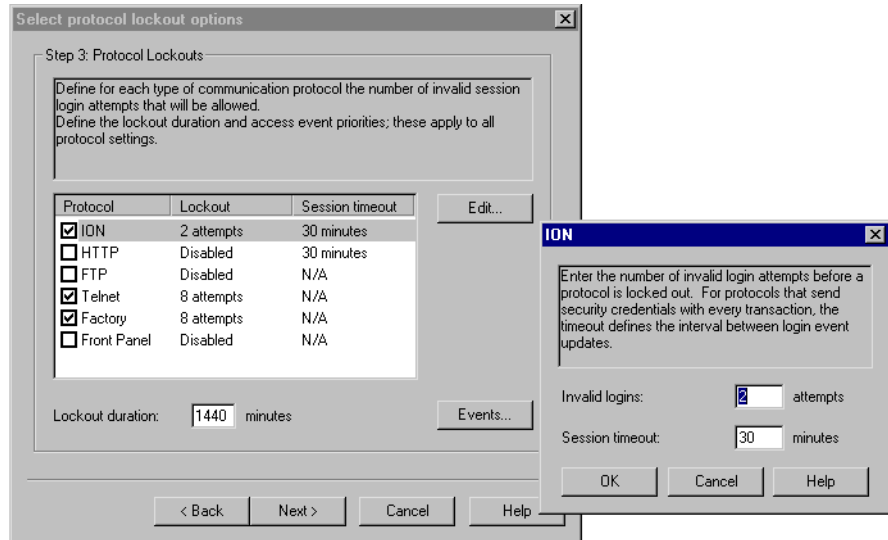 Select protocol lockout options
Step 3: Protocol Lockouts
Define for each type of communication protocol the number of invalid session
login attempts that will be allowed.
Define the lockout duration and access event priorities; these apply to all
protocol settings.
Protocol Lockout Session timeout
ION 2 attempts 30 minutes
HTTP Disabled 30 minutes
FTP Disabled N/A
Telnet 8 attempts N/A
Factory 8 attempts N/A
Front Panel Disabled N/A
Edit...
Lockout duration: 1440 minutes
Events...
< Back Next > Cancel Help
ION
Enter the number of invalid login attempts before a
protocol is locked out. For protocols that send
security credentials with every transaction, the
timeout defines the interval between login event
updates.
Invalid logins: 2 attempts
Session timeout: 30 minutes
OK Cancel Help